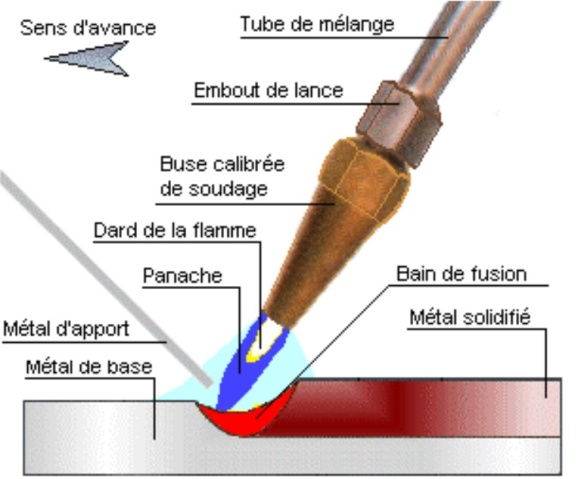 Sens d'avance
Tube de mélange
Embout de lance
Buse calibrée
de soudage
Dard de la flamme
Panache
Bain de fusion
Métal d'apport
Métal solidifié
Métal de base